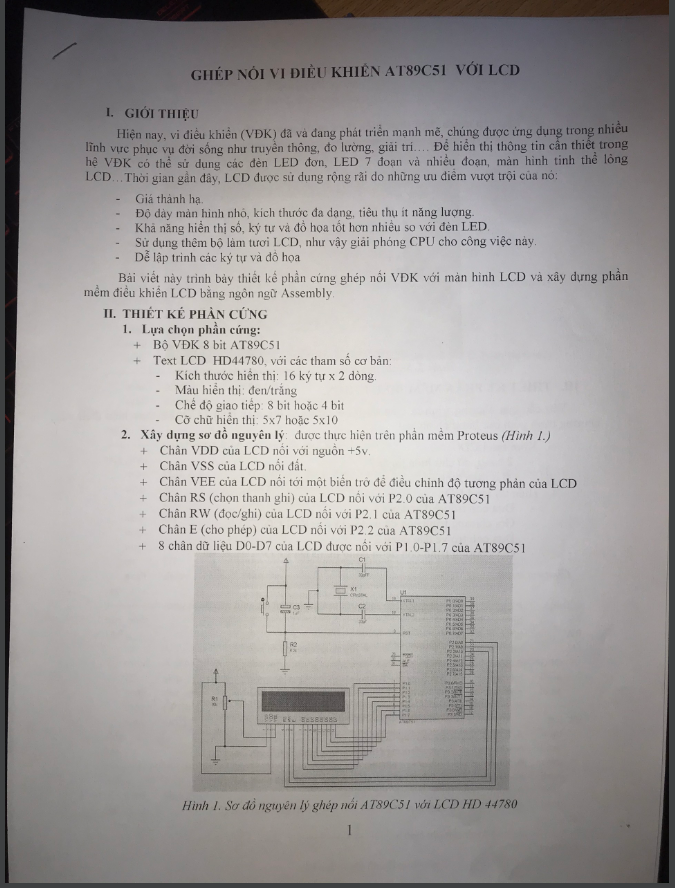 GHÉP NỐI VI ĐIỀU KHIỂN AT89C51 VỚI LCD
I. GIỚI THIỆU
Hiện nay, vi điều khiển (VĐK) đã và đang phát triển mạnh mẽ, chúng được ứng dụng trong nhiều
lĩnh vực phục vụ đời sống như truyền thông, đo lường, giải trí.... Để hiển thị thông tin cần thiết trong
hệ VĐK có thể sử dụng các đèn LED đơn, LED 7 đoạn và nhiều đoạn, màn hình tinh thể lỏng
LCD...Thời gian gần đây, LCD được sử dụng rộng rãi do những ưu điểm vượt trội của nó:
- Giá thành hạ.
- Độ dày màn hình nhỏ, kích thước đa dạng, tiêu thụ ít năng lượng.
- Khả năng hiển thị số, ký tự và đồ họa tốt hơn nhiều so với đèn LED.
- Sử dụng thêm bộ làm tươi LCD, như vậy giải phóng CPU cho công việc này.
- Dễ lập trình các ký tự và đồ họa
Bài viết này trình bày thiết kế phần cứng ghép nối VĐK với màn hình LCD và xây dựng phần
mềm điều khiển LCD bằng ngôn ngữ Assembly.
II. THIẾT KẾ PHẦN CỨNG
1. Lựa chọn phần cứng:
+ Bộ VĐK 8 bit AT89C51
+ Text LCD HD44780, với các tham số cơ bản:
- Kích thước hiển thị: 16 ký tự x 2 dòng.
- Màu hiển thị: đen/trắng
- Chế độ giao tiếp: 8 bit hoặc 4 bit
- Cỡ chữ hiển thị: 5x7 hoặc 5x10
2. Xây dựng sơ đồ nguyên lý: được thực hiện trên phần mềm Proteus (Hình 1.)
+ Chân VDD của LCD nối với nguồn +5v.
+ Chân VSS của LCD nối đất.
+ Chân VEE của LCD nối tới một biến trở để điều chỉnh độ tương phản của LCD
+ Chân RS (chọn thanh ghi) của LCD nối với P2.0 của AT89C51
+ Chân RW (đọc/ghi) của LCD nối với P2.1 của AT89C51
+ Chân E (cho phép) của LCD nối với P2.2 của AT89C51
+ 8 chân dữ liệu D0-D7 của LCD được nối với P1.0-P1.7 của AT89C51
C1
X1
U1
C2
C3
R2
Hình 1. Sơ đồ nguyên lý ghép nối AT89C51 với LCD HD 44780
1